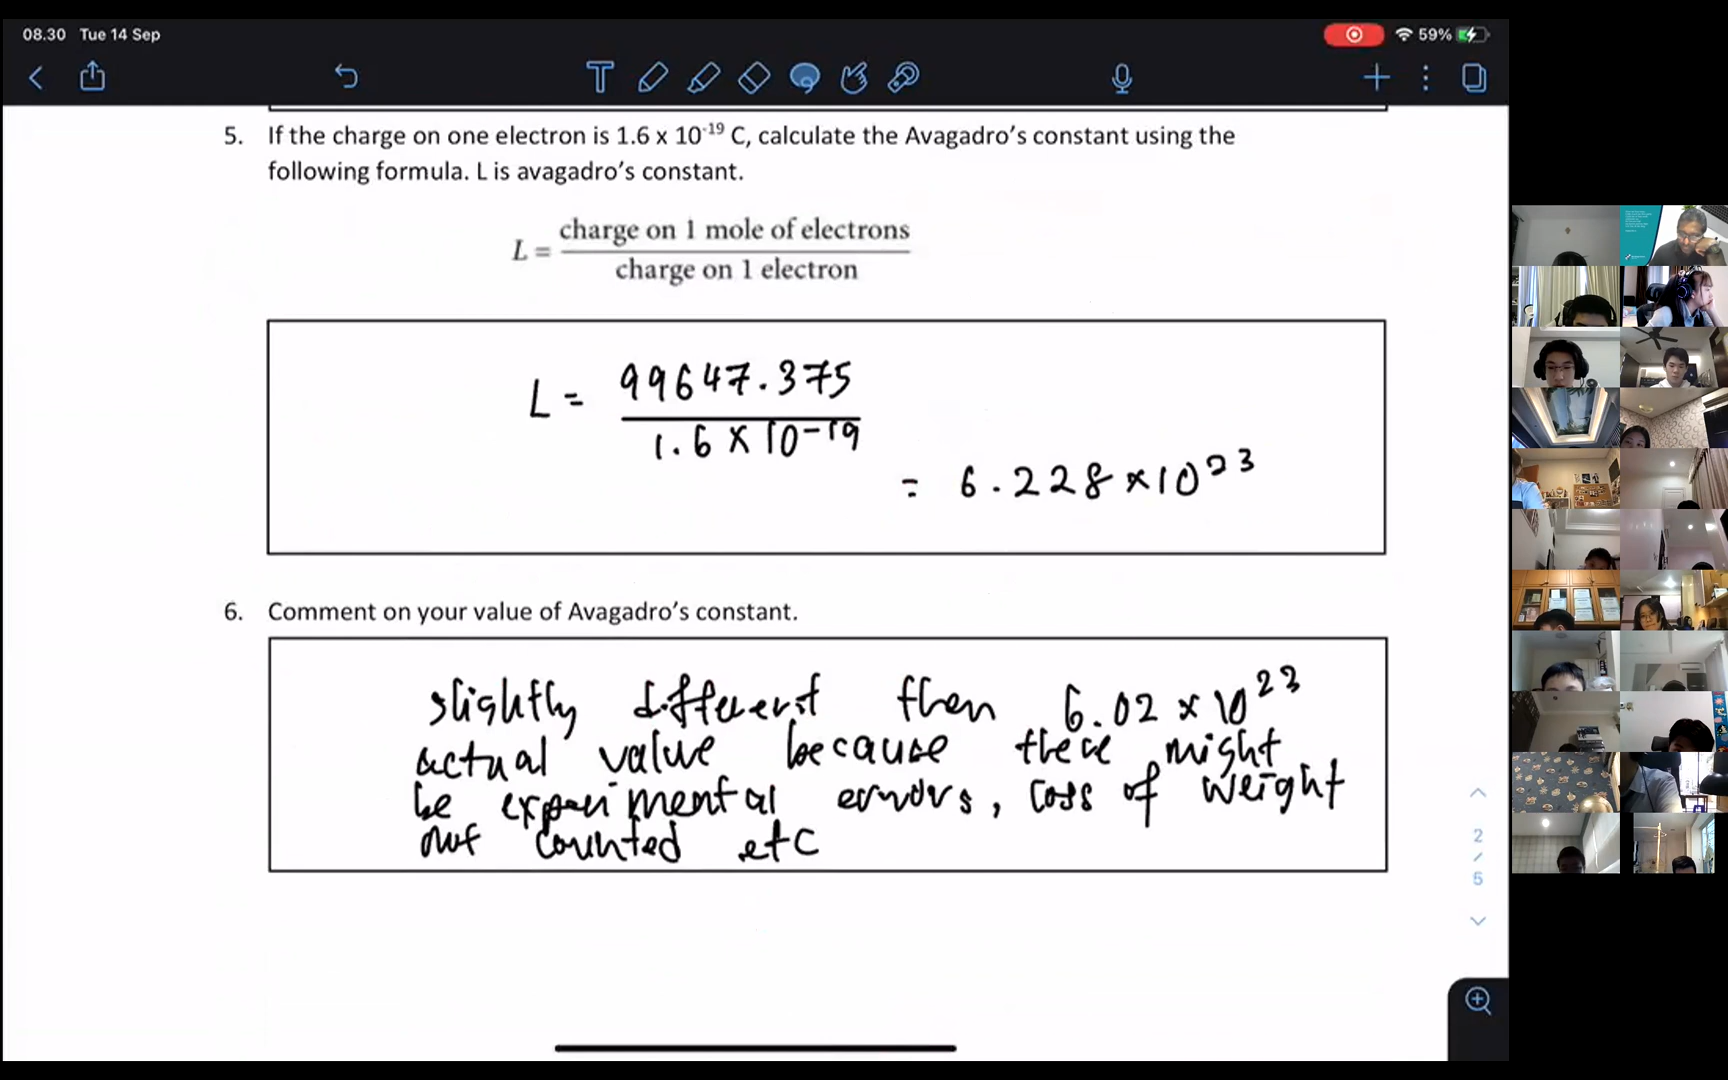 08.30 Tue 14 Sep
59%
5. If the charge on one electron is 1.6 x 10⁻¹⁹ C, calculate the Avagadro’s constant using the
following formula. L is avagadro’s constant.
L = charge on 1 mole of electrons
charge on 1 electron
L = 99647.375
1.6 × 10⁻¹⁹
= 6.228 × 10²³
6. Comment on your value of Avagadro’s constant.
slightly different then 6.02 × 10²³
actual value because there might
be experimental errors, loss of weight
not counted etc
2
/
5